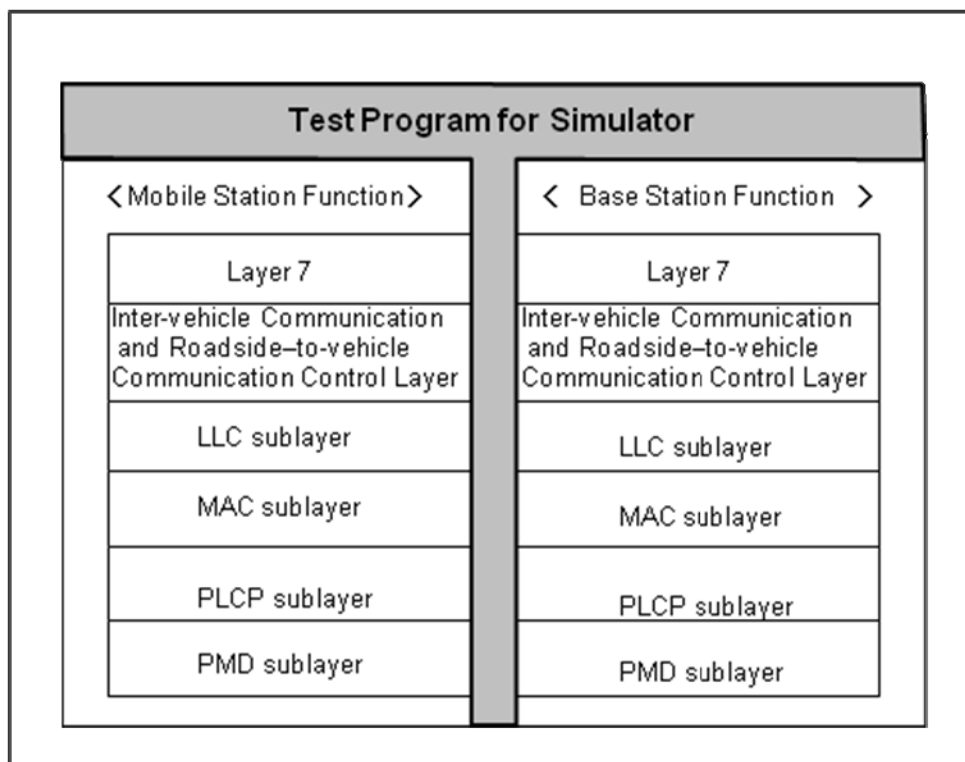 Test Program for Simulator
<Mobile Station Function>
Layer 7
Inter-vehicle Communication
and Roadside–to-vehicle
Communication Control Layer
LLC sublayer
MAC sublayer
PLCP sublayer
PMD sublayer
< Base Station Function >
Layer 7
Inter-vehicle Communication
and Roadside–to-vehicle
Communication Control Layer
LLC sublayer
MAC sublayer
PLCP sublayer
PMD sublayer